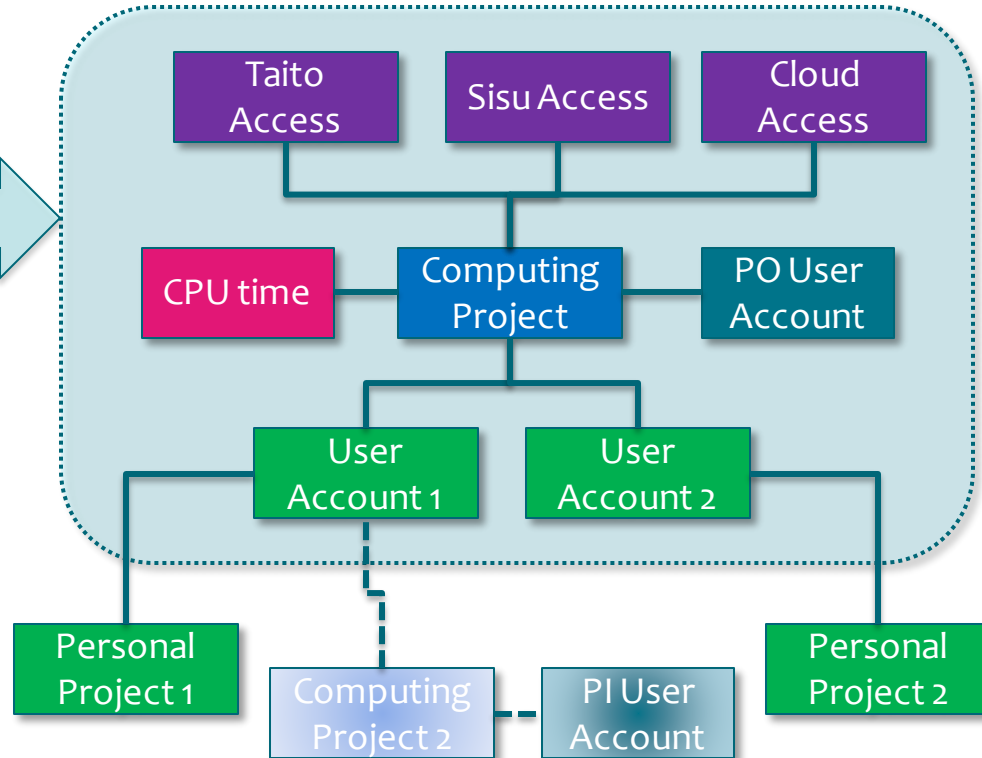 Taito
Access
Sisu Access
Cloud
Access
CPU time
Computing
Project
PO User
Account
User
Account 1
User
Account 2
Personal
Project 1
Computing
Project 2
PI User
Account
Personal
Project 2